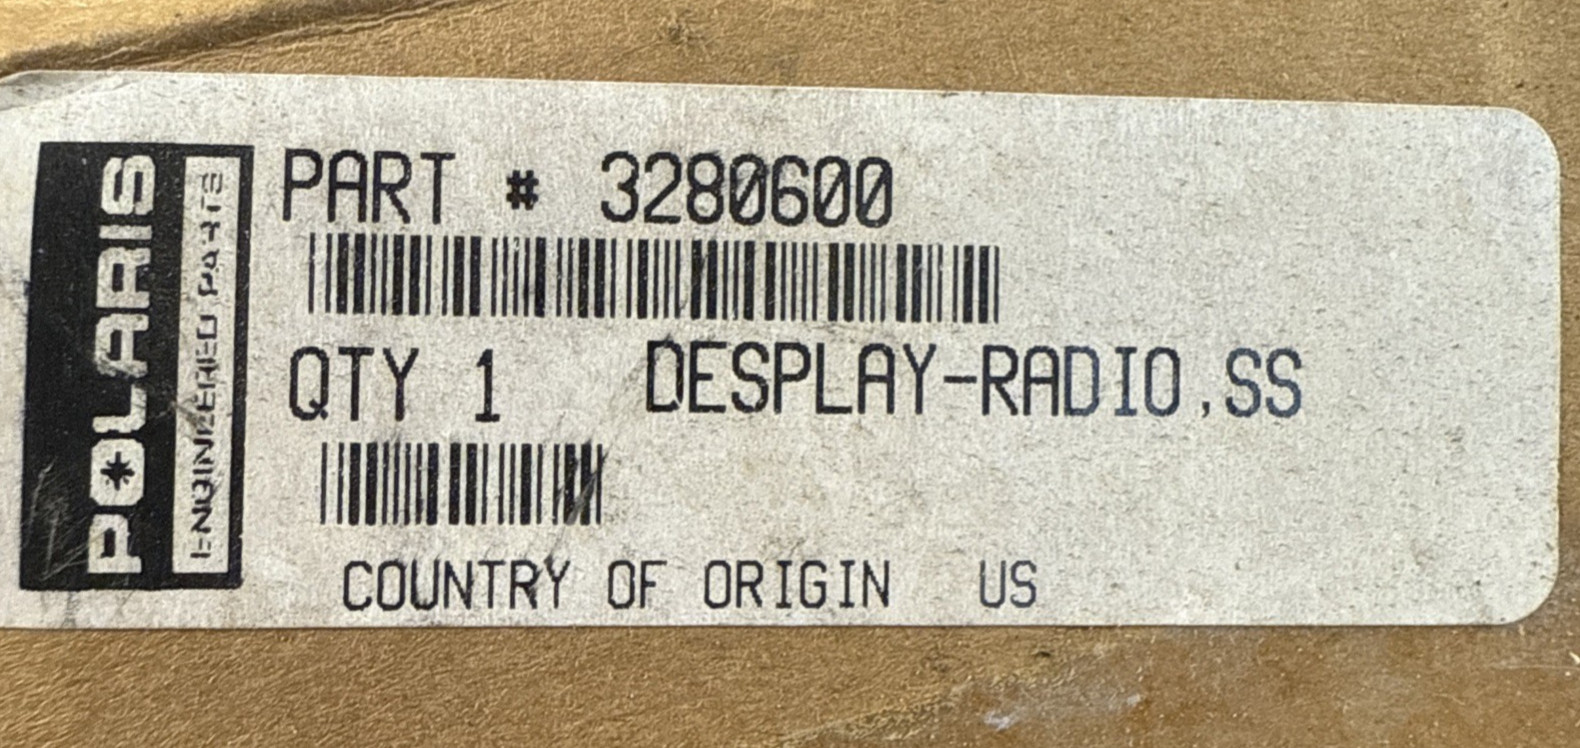 POLARIS
ENGINEERED PARTS
PART # 3280600
QTY 1 DESPLAY-RADIO,SS
COUNTRY OF ORIGIN US